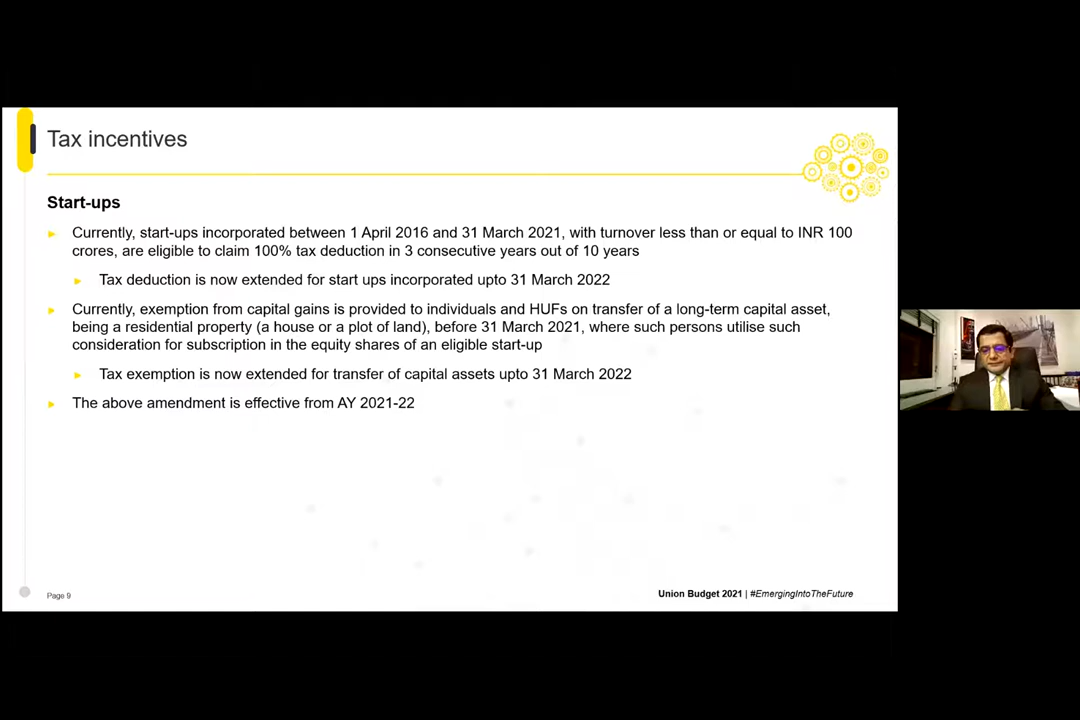 Tax incentives
Start-ups
Currently, start-ups incorporated between 1 April 2016 and 31 March 2021, with turnover less than or equal to INR 100
crores, are eligible to claim 100% tax deduction in 3 consecutive years out of 10 years
Tax deduction is now extended for start ups incorporated upto 31 March 2022
Currently, exemption from capital gains is provided to individuals and HUFs on transfer of a long-term capital asset,
being a residential property (a house or a plot of land), before 31 March 2021, where such persons utilise such
consideration for subscription in the equity shares of an eligible start-up
Tax exemption is now extended for transfer of capital assets upto 31 March 2022
The above amendment is effective from AY 2021-22
Page 9
Union Budget 2021 | #EmergingIntoTheFuture